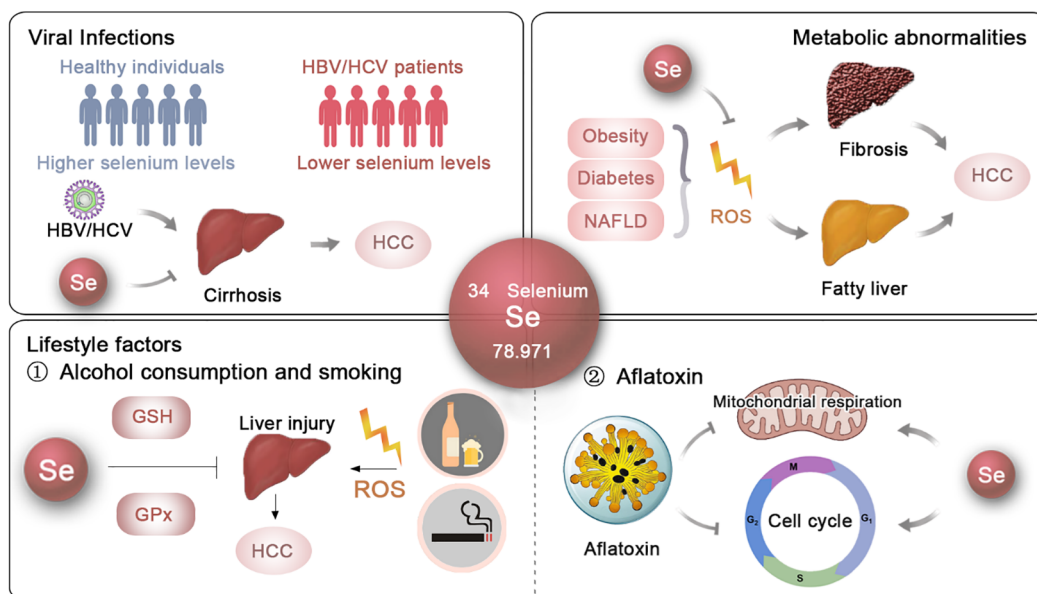 Viral Infections
Healthy individuals
HBV/HCV patients
Higher selenium levels
Lower selenium levels
HBV/HCV
Se
Cirrhosis
HCC
Metabolic abnormalities
Se
Obesity
Diabetes
NAFLD
ROS
Fibrosis
Fatty liver
HCC
34 Selenium
Se
78.971
Lifestyle factors
① Alcohol consumption and smoking
GSH
Se
GPx
Liver injury
ROS
HCC
② Aflatoxin
Mitochondrial respiration
Aflatoxin
Se
M
G₂
Cell cycle
G₁
S